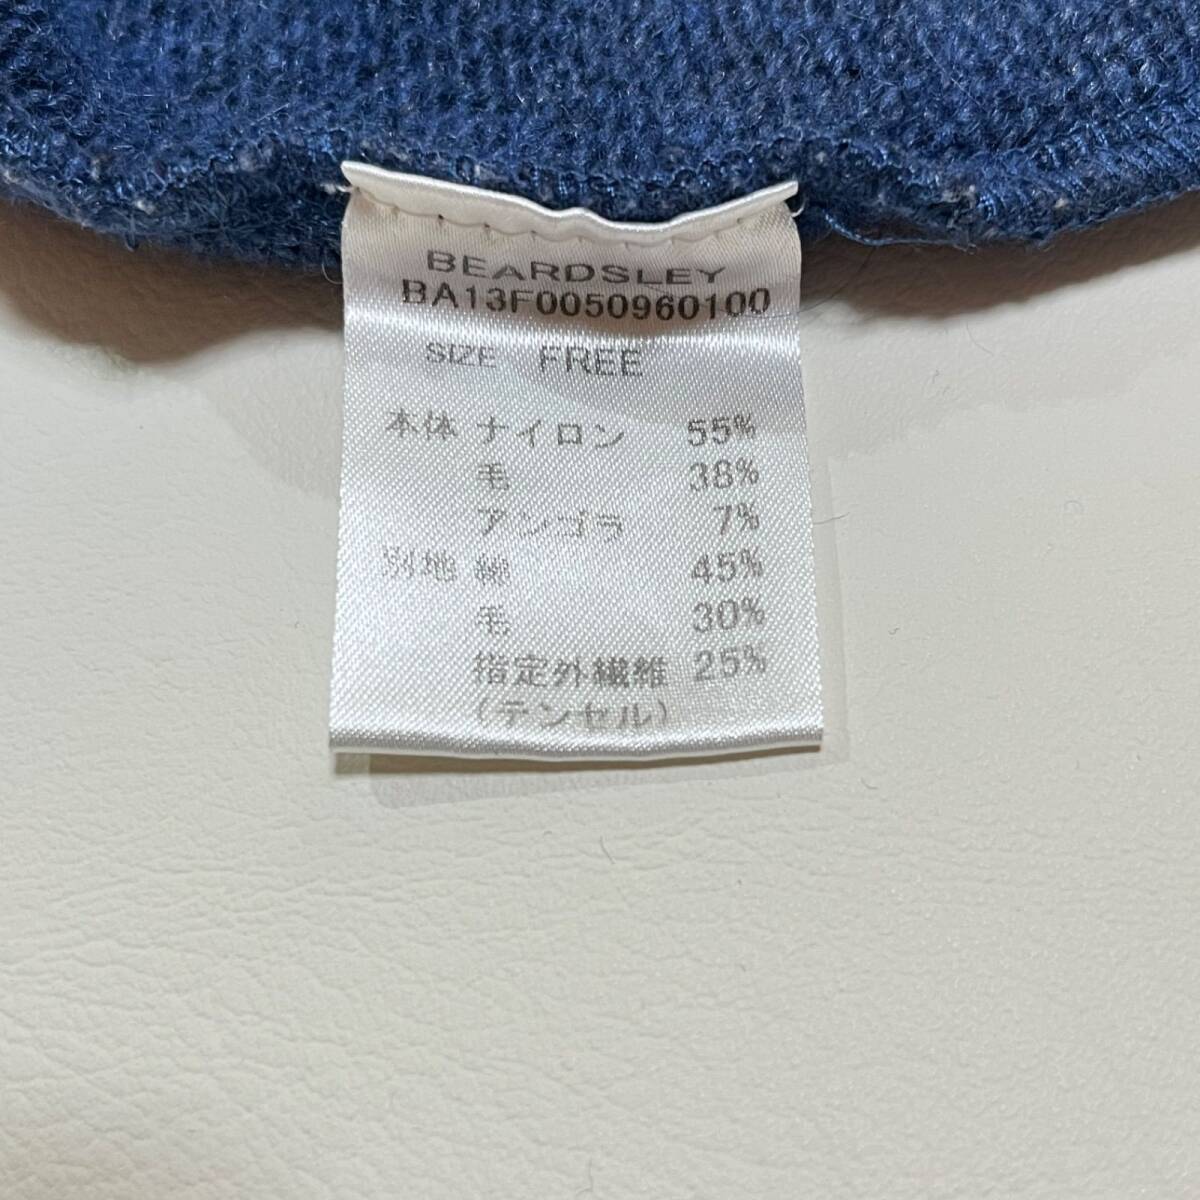 BEARDSLEY
BA13F0050960100
SIZE FREE
本体 ナイロン 55%
毛 38%
アンゴラ 7%
別地 綿 45%
毛 30%
指定外繊維 25%
(テンセル)